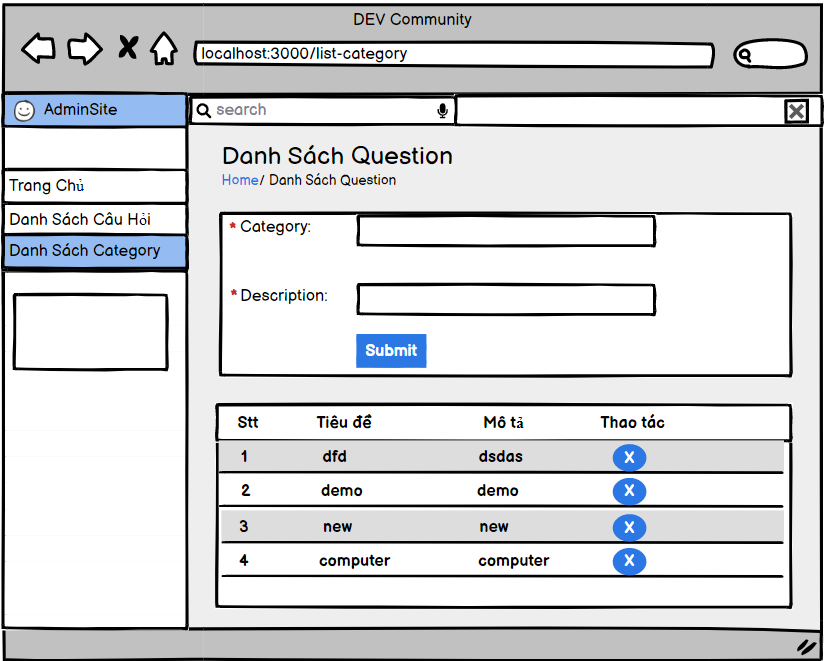 DEV Community
localhost:3000/list-category
AdminSite
search
Danh Sách Question
Home/ Danh Sách Question
Trang Chủ
Danh Sách Câu Hỏi
Danh Sách Category
* Category:
* Description:
Submit
Stt Tiêu đề Mô tả Thao tác
1 dfd dsdas X
2 demo demo X
3 new new X
4 computer computer X